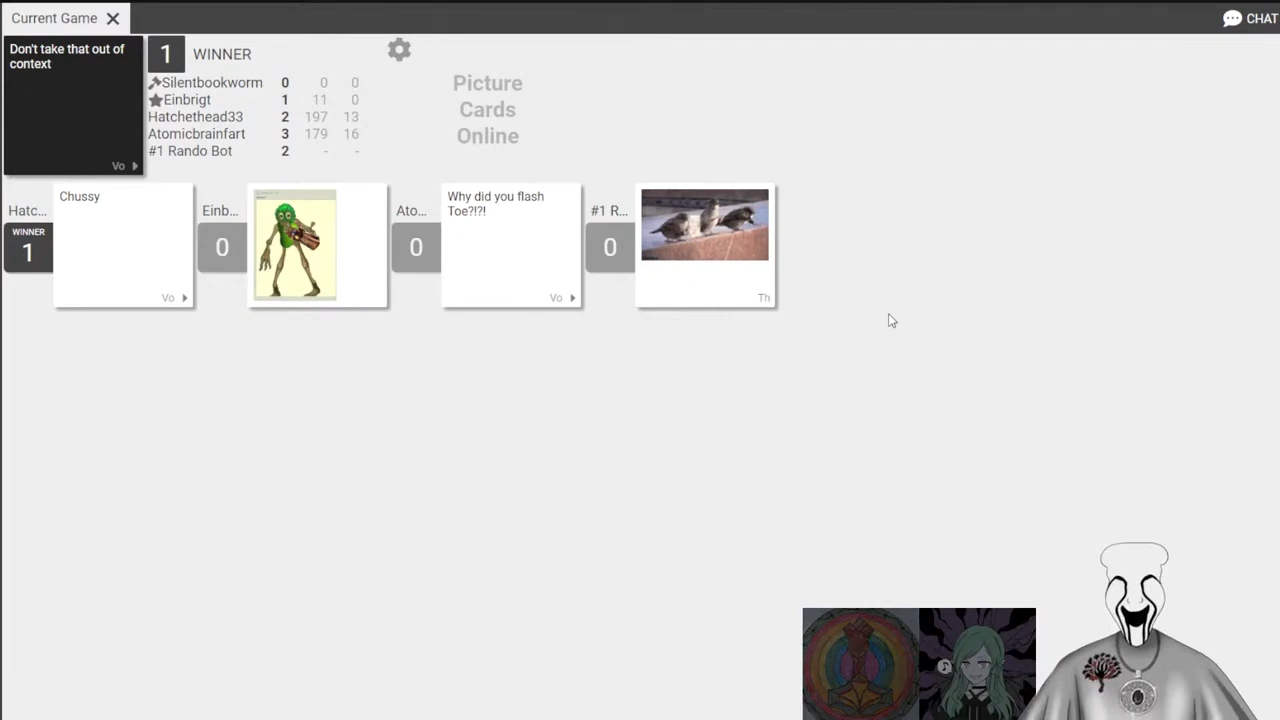 Current Game
CHAT
Don't take that out of
context
Vo
1 WINNER
Silentbookworm 0 0 0
Einbrigt 1 11 0
Hatchethead33 2 197 13
Atomicbrainfart 3 179 16
#1 Rando Bot 2 - -
Picture
Cards
Online
Hatc...
WINNER
1
Chussy
Vo
Einb...
0
Ato...
0
Why did you flash
Toe?!?!
Vo
#1 R...
0
Th